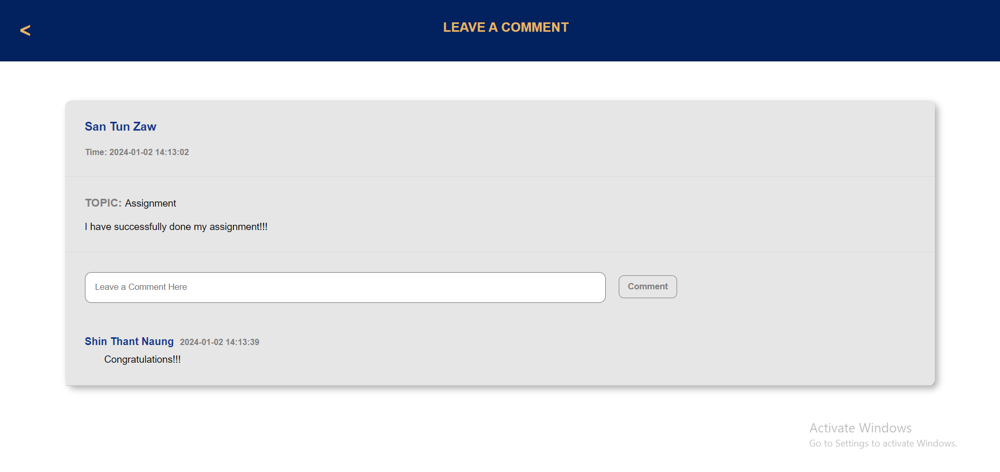 <
LEAVE A COMMENT
San Tun Zaw
Time: 2024-01-02 14:13:02
TOPIC: Assignment
I have successfully done my assignment!!!
Leave a Comment Here
Comment
Shin Thant Naung 2024-01-02 14:13:39
Congratulations!!!
Activate Windows
Go to Settings to activate Windows.